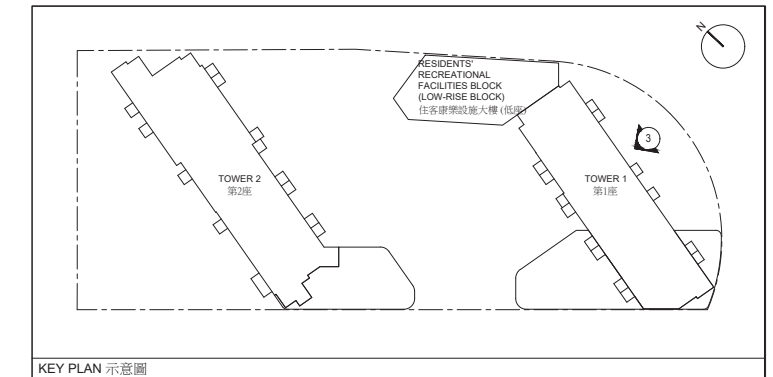 N
RESIDENTS'
RECREATIONAL
FACILITIES BLOCK
(LOW-RISE BLOCK)
住客康樂設施大樓 (低座)
3
TOWER 2
第2座
TOWER 1
第1座
KEY PLAN 示意圖